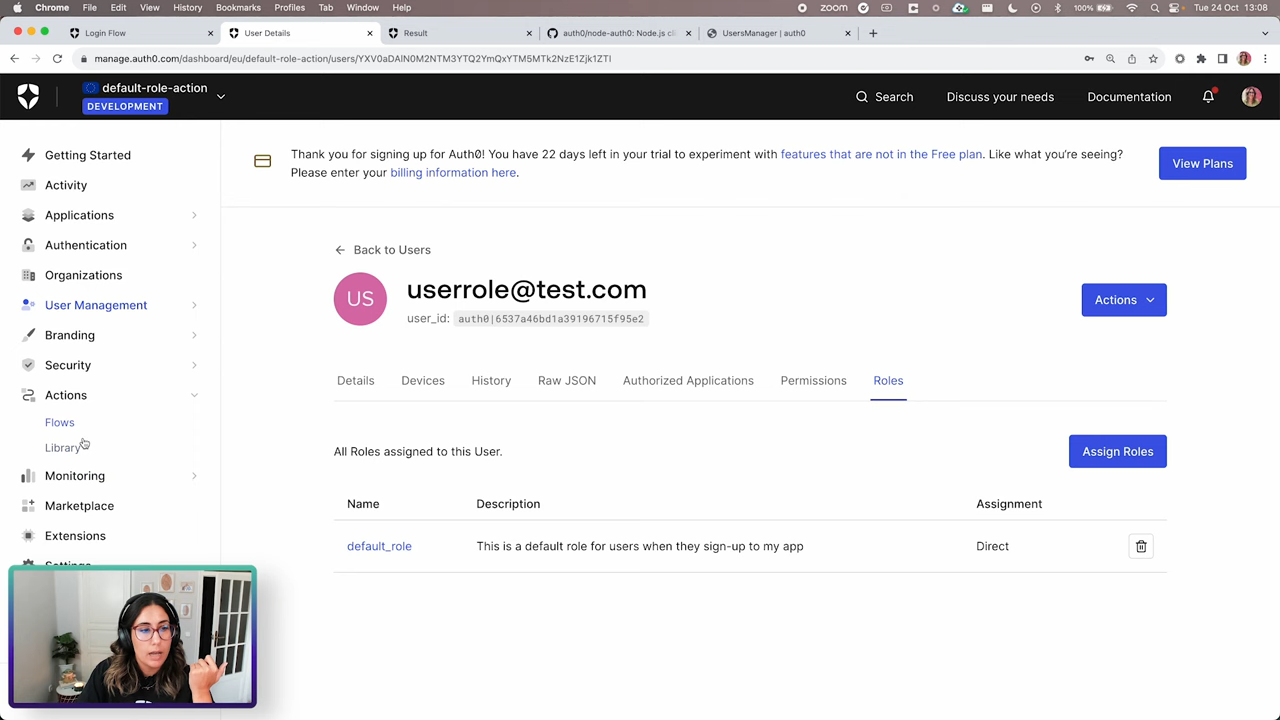 Chrome File Edit View History Bookmarks Profiles Tab Window Help zoom 100% Tue 24 Oct 13:08
Login Flow User Details Result auth0/node-auth0: Node.js cli UsersManager | auth0
manage.auth0.com/dashboard/eu/default-role-action/users/YXV0aDAlN0M2NTM3YTQ2YmQxYTM5MTk2NzE1Zjk1ZTI
default-role-action
DEVELOPMENT
Search Discuss your needs Documentation
Getting Started
Activity
Applications
Authentication
Organizations
User Management
Branding
Security
Actions
Flows
Library
Monitoring
Marketplace
Extensions
Settings
Thank you for signing up for Auth0! You have 22 days left in your trial to experiment with features that are not in the Free plan. Like what you're seeing?
Please enter your billing information here.
View Plans
Back to Users
US
userrole@test.com
user_id: auth0|6537a46bd1a39196715f95e2
Actions
Details Devices History Raw JSON Authorized Applications Permissions Roles
All Roles assigned to this User.
Assign Roles
Name Description Assignment
default_role This is a default role for users when they sign-up to my app Direct